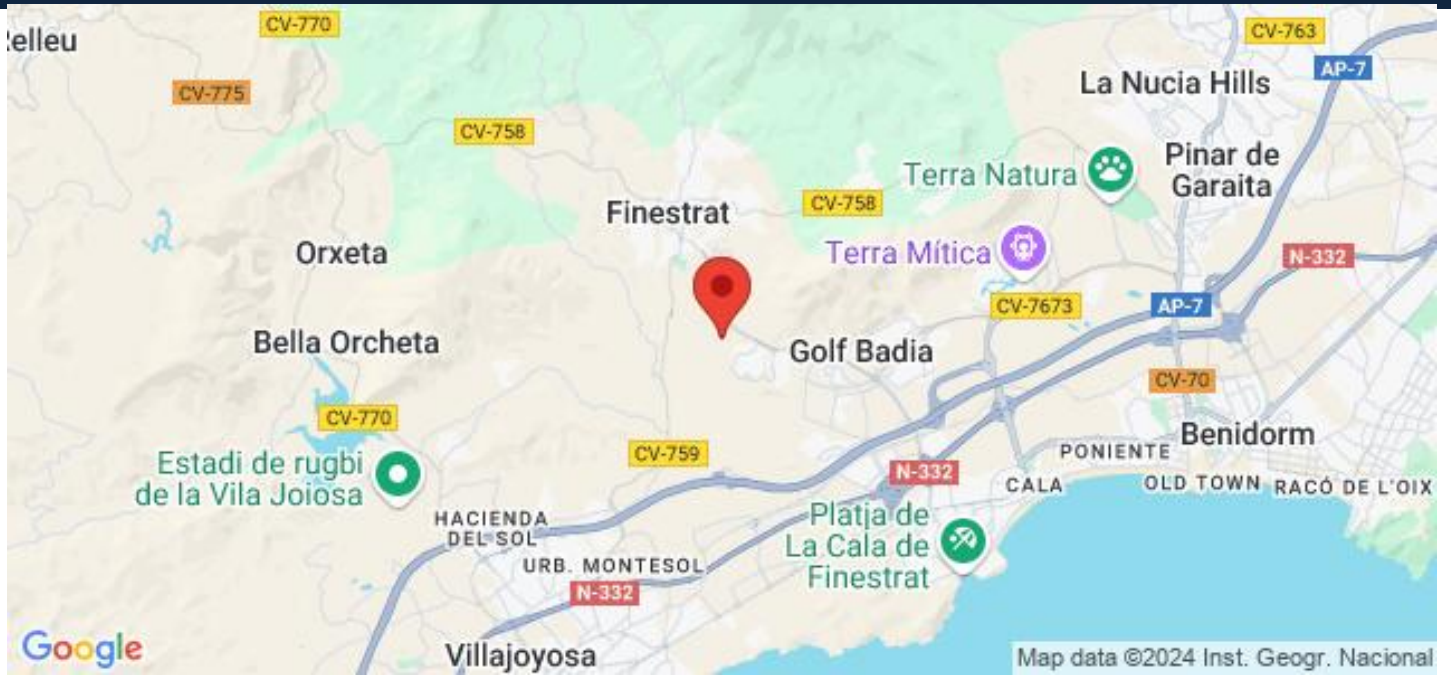 CV-770
CV-763
elleu
AP-7
La Nucia Hills
CV-775
CV-758
Pinar de
Garaita
Terra Natura
CV-758
Finestrat
Orxeta
Terra Mítica
N-332
CV-7673
AP-7
Bella Orcheta
Golf Badia
CV-70
CV-770
Benidorm
PONIENTE
CV-759
Estadi de rugbi
de la Vila Joiosa
N-332
CALA
OLD TOWN
RACÓ DE L'OIX
HACIENDA
DEL SOL
Platja de
La Cala de
Finestrat
URB. MONTESOL
N-332
Google
Villajoyosa
Map data ©2024 Inst. Geogr. Nacional